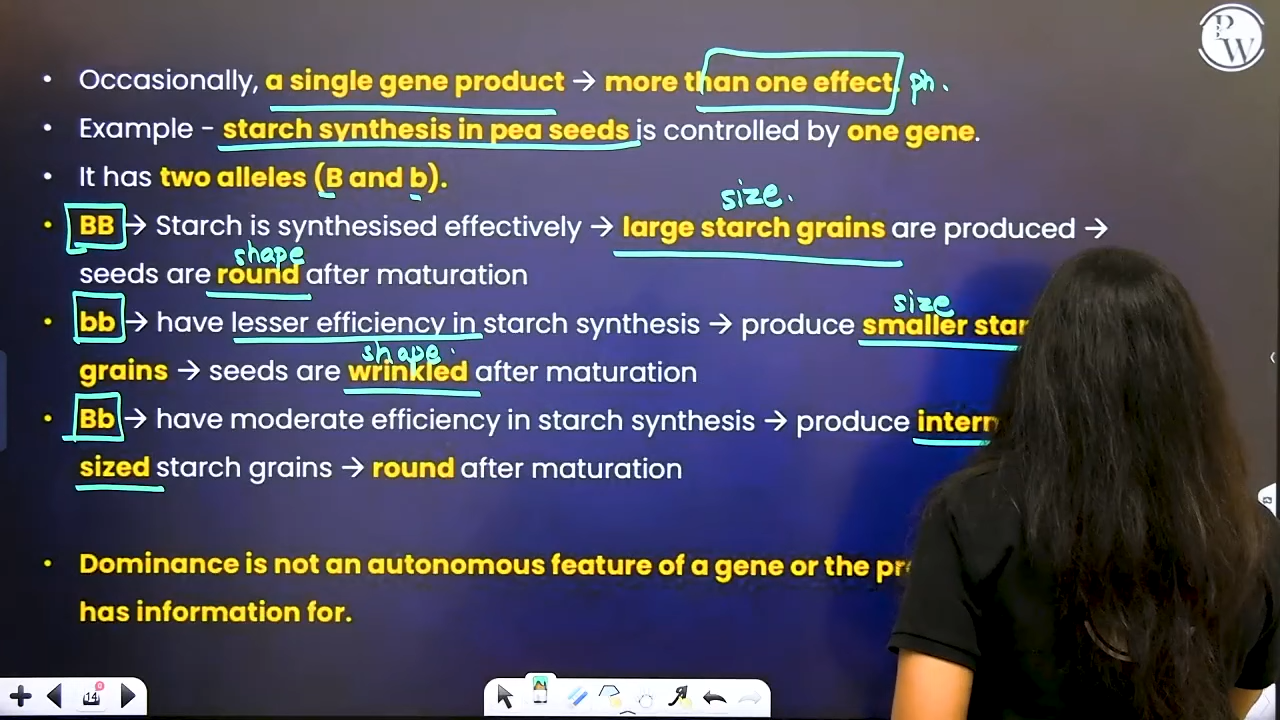 PW
• Occasionally, a single gene product → more than one effect. ph.
• Example - starch synthesis in pea seeds is controlled by one gene.
• It has two alleles (B and b).
size.
• BB → Starch is synthesised effectively → large starch grains are produced →
shape
seeds are round after maturation
size
• bb → have lesser efficiency in starch synthesis → produce smaller star
shape.
grains → seeds are wrinkled after maturation
• Bb → have moderate efficiency in starch synthesis → produce intern
sized starch grains → round after maturation
• Dominance is not an autonomous feature of a gene or the pr
has information for.
14